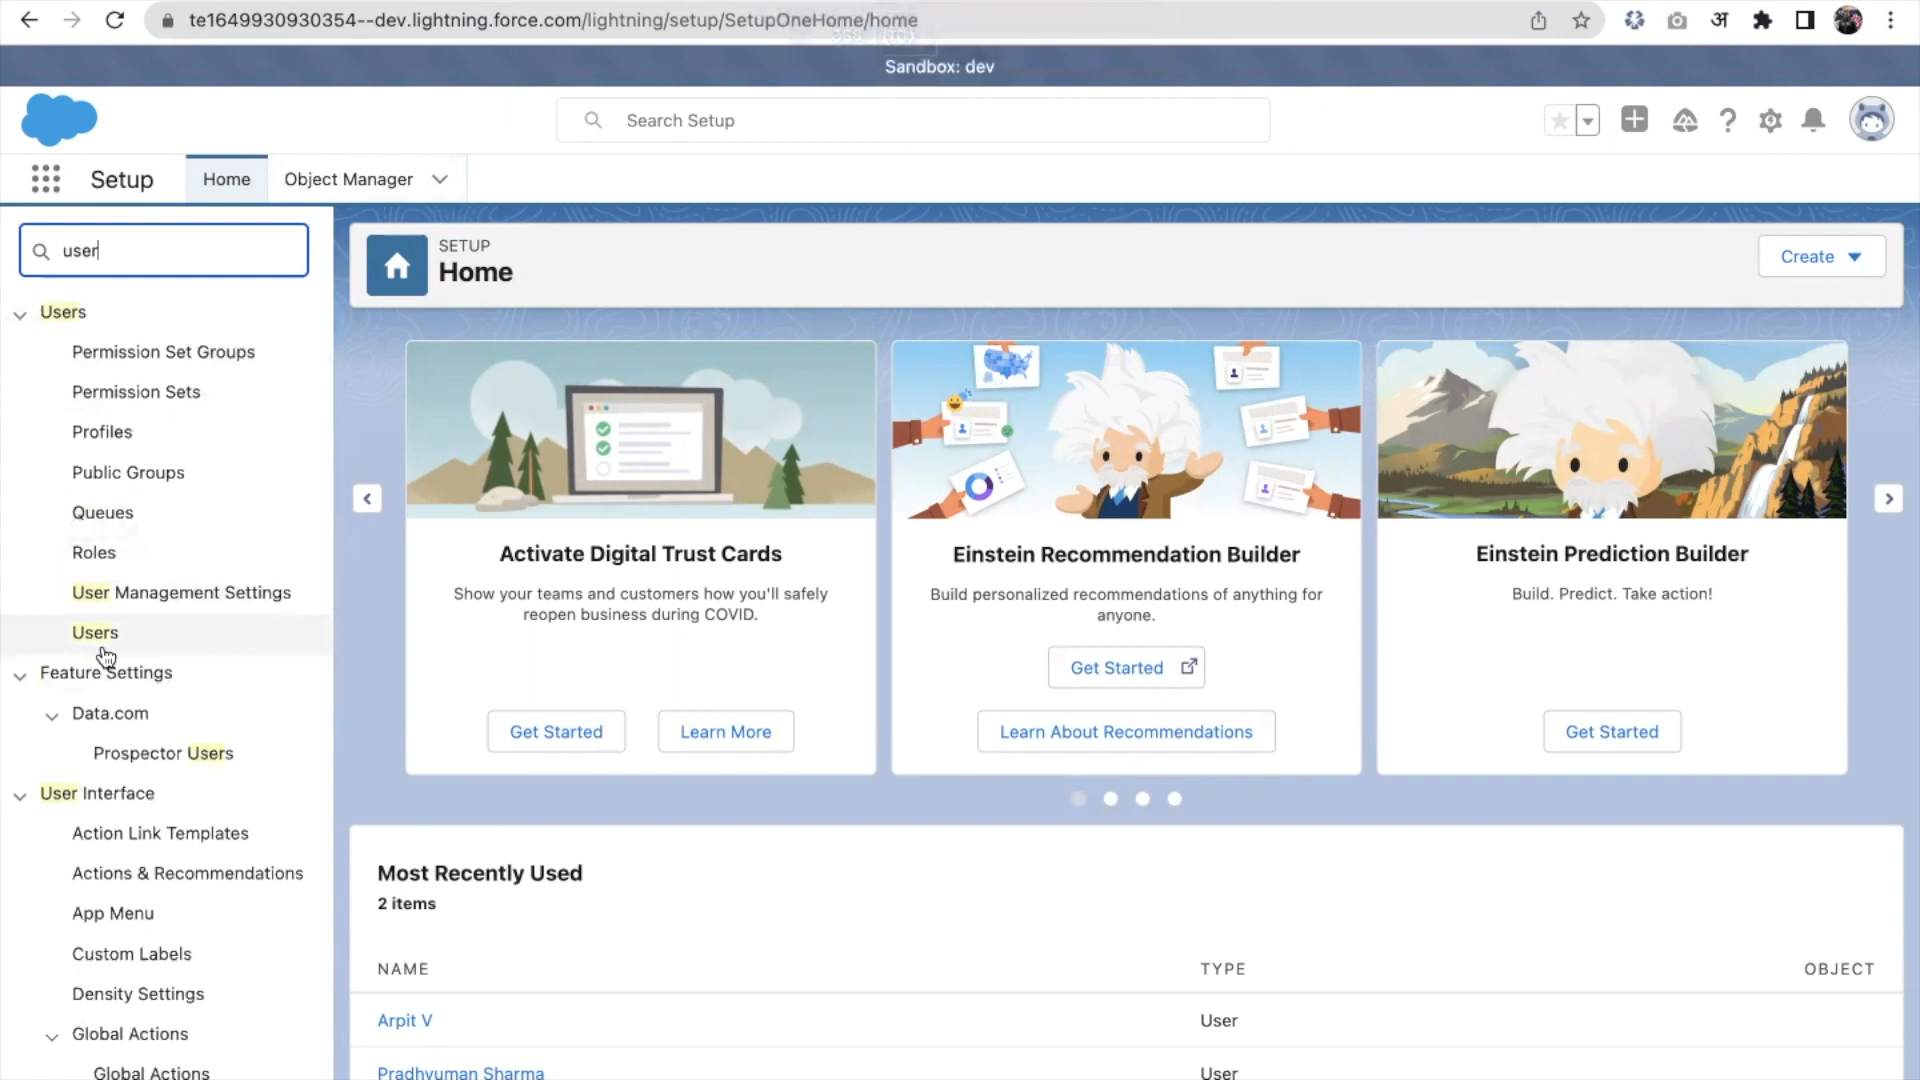 te1649930930354--dev.lightning.force.com/lightning/setup/SetupOneHome/home
अ
Sandbox: dev
Search Setup
Setup
Home
Object Manager
user
SETUP
Home
Create
Users
Permission Set Groups
Permission Sets
Profiles
Public Groups
Queues
Roles
User Management Settings
Users
Feature Settings
Data.com
Prospector Users
User Interface
Action Link Templates
Actions & Recommendations
App Menu
Custom Labels
Density Settings
Global Actions
Global Actions
Activate Digital Trust Cards
Show your teams and customers how you'll safely
reopen business during COVID.
Get Started
Learn More
Einstein Recommendation Builder
Build personalized recommendations of anything for
anyone.
Get Started
Learn About Recommendations
Einstein Prediction Builder
Build. Predict. Take action!
Get Started
Most Recently Used
2 items
NAME
TYPE
OBJECT
Arpit V
User
Pradhyuman Sharma
User